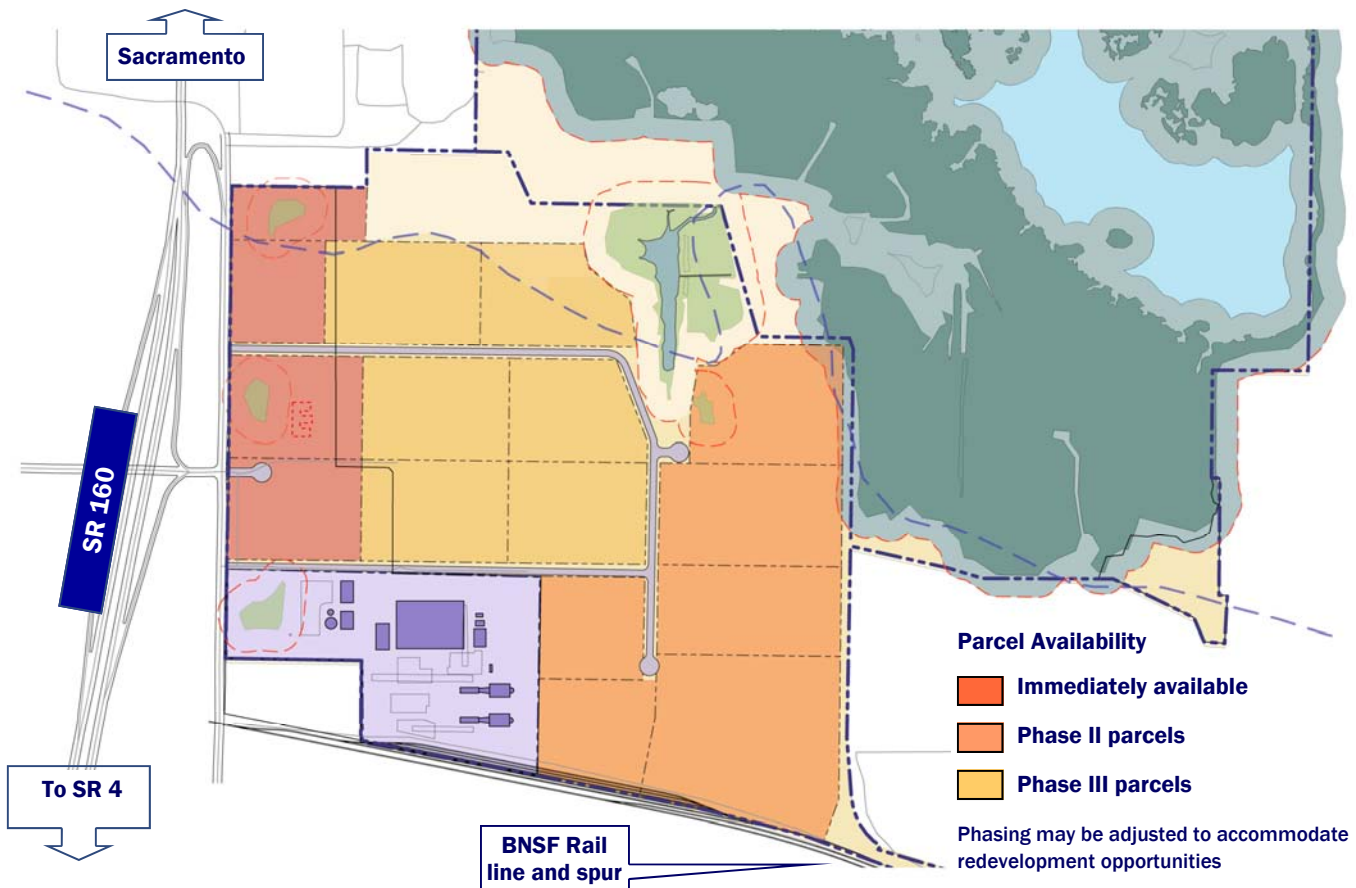 Sacramento
SR 160
To SR 4
BNSF Rail
line and spur
Parcel Availability
Immediately available
Phase II parcels
Phase III parcels
Phasing may be adjusted to accommodate
redevelopment opportunities